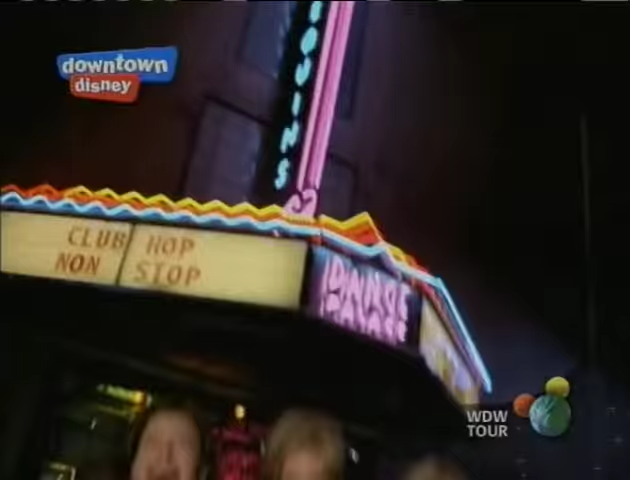 downtown
disney
CLUB HOP
NON STOP
DANCE
PALACE
WDW
TOUR